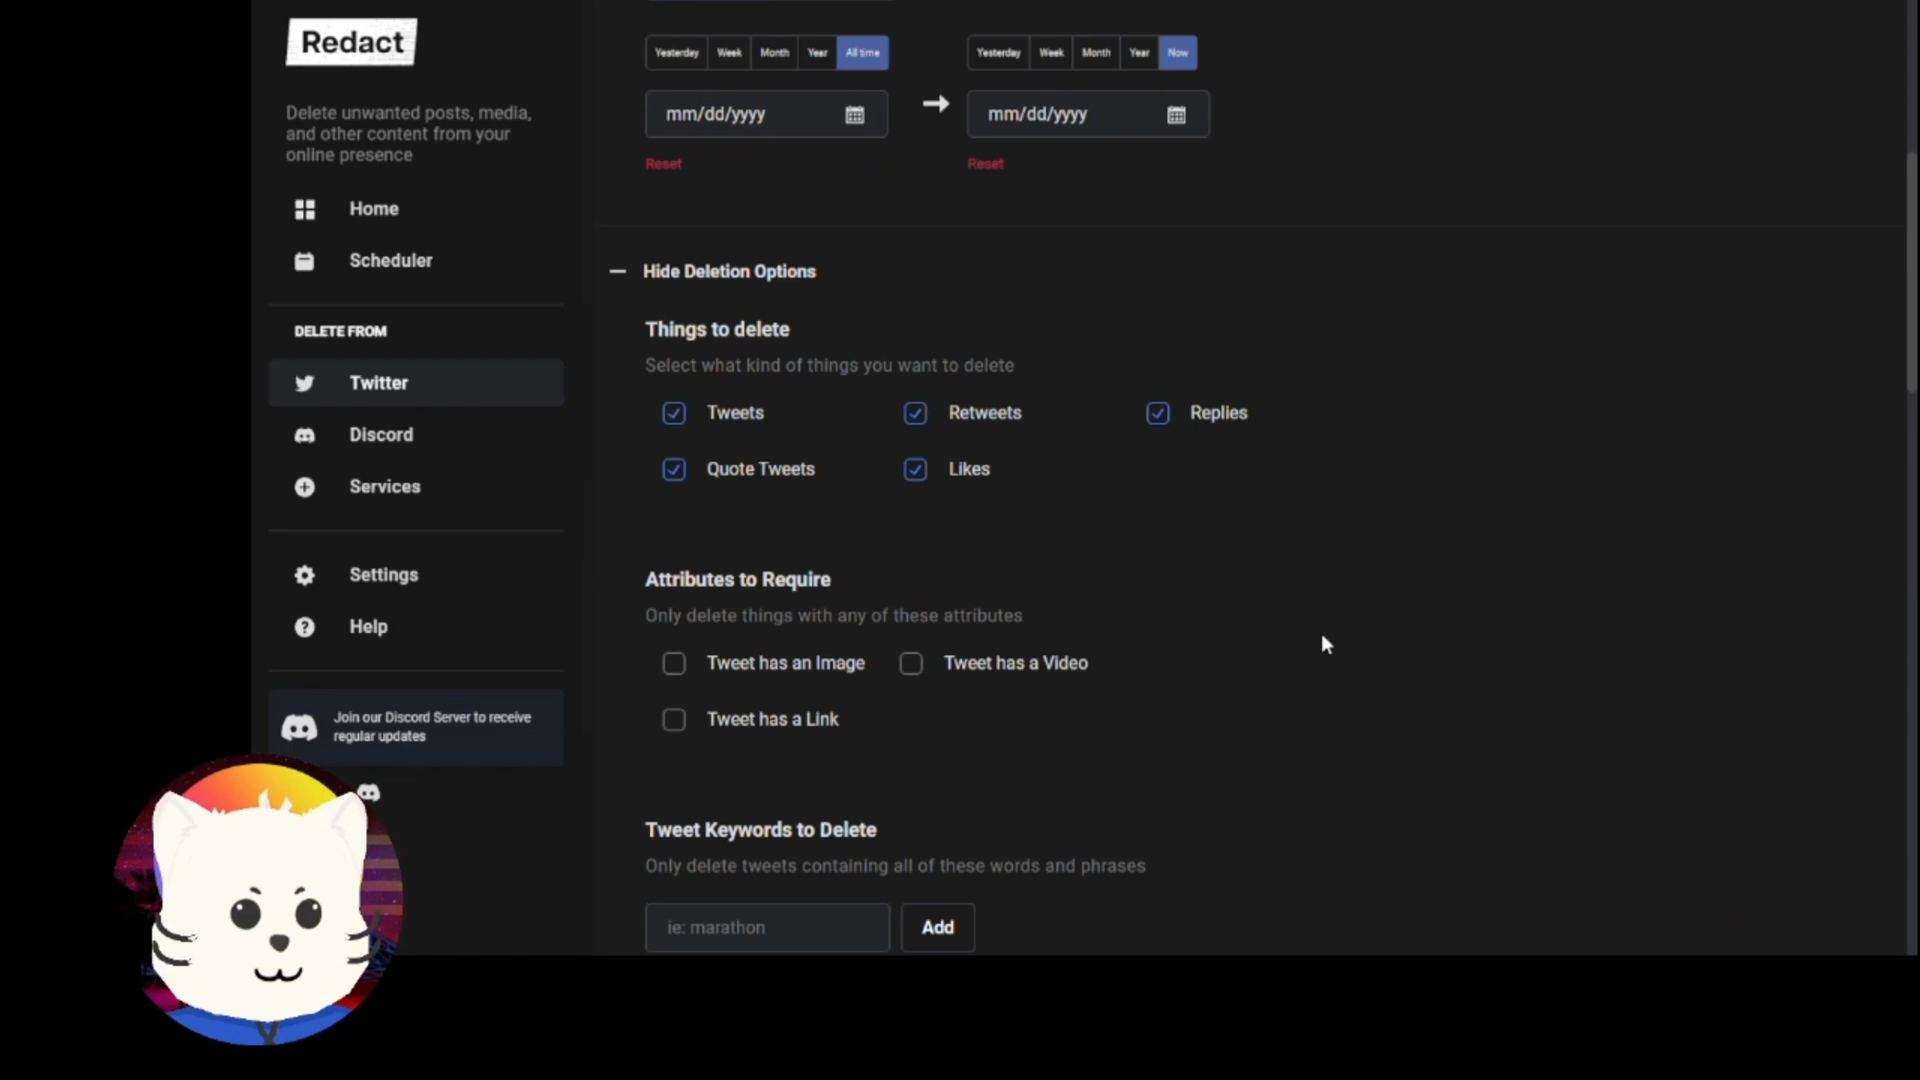 Redact
Delete unwanted posts, media,
and other content from your
online presence
Home
Scheduler
DELETE FROM
Twitter
Discord
Services
Settings
Help
Join our Discord Server to receive
regular updates
Yesterday Week Month Year All time
Yesterday Week Month Year Now
mm/dd/yyyy
mm/dd/yyyy
Reset
Reset
Hide Deletion Options
Things to delete
Select what kind of things you want to delete
Tweets Retweets Replies
Quote Tweets Likes
Attributes to Require
Only delete things with any of these attributes
Tweet has an Image Tweet has a Video
Tweet has a Link
Tweet Keywords to Delete
Only delete tweets containing all of these words and phrases
ie: marathon Add